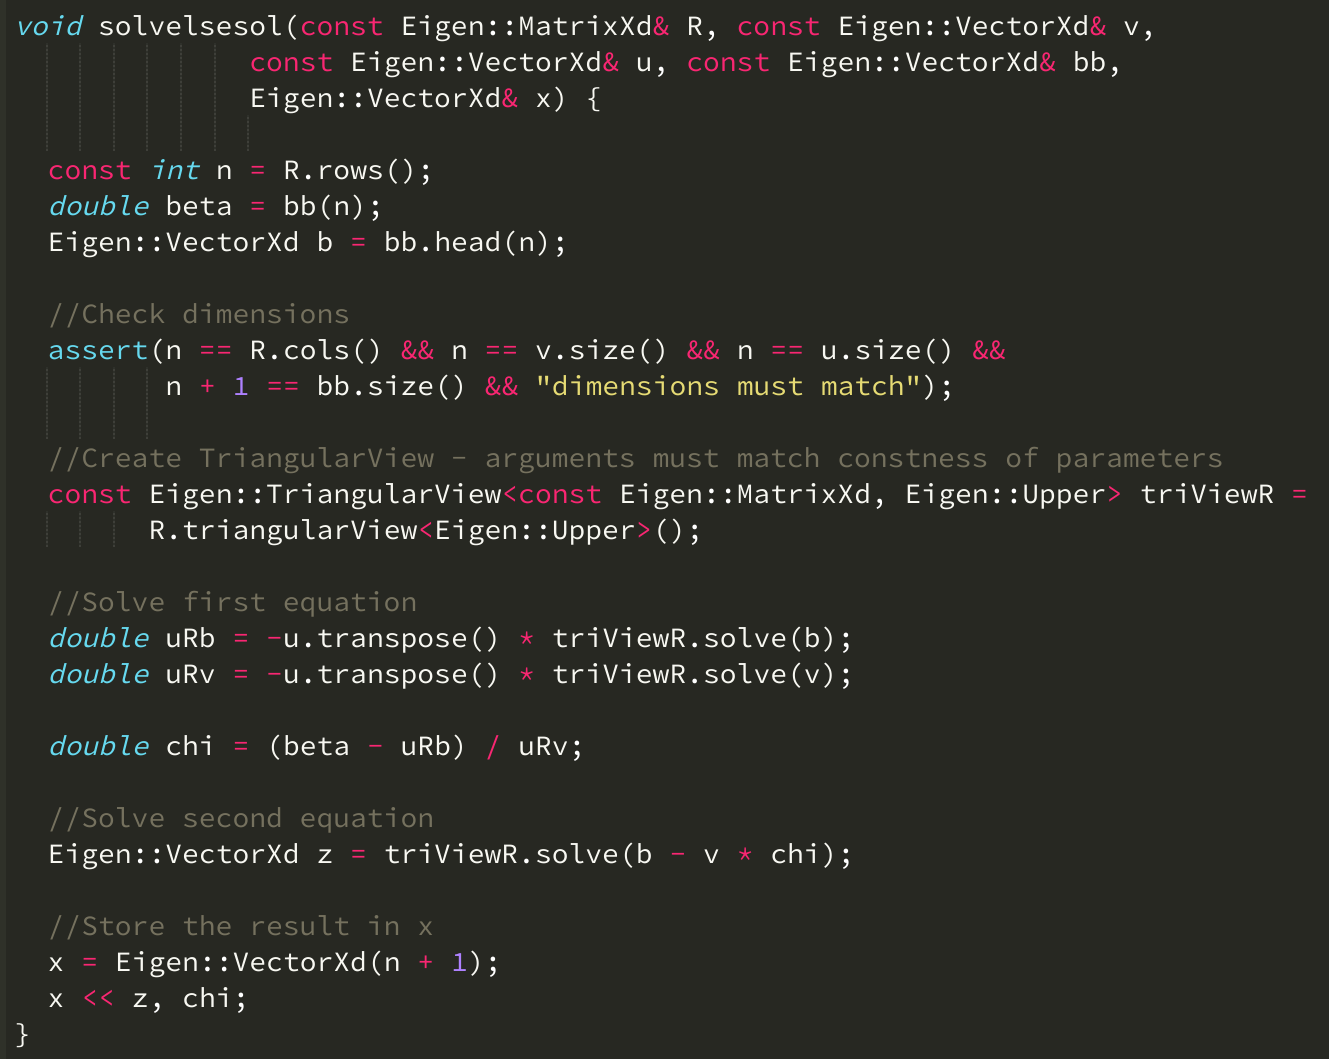 void solvelsesol(const Eigen::MatrixXd& R, const Eigen::VectorXd& v,
const Eigen::VectorXd& u, const Eigen::VectorXd& bb,
Eigen::VectorXd& x) {
const int n = R.rows();
double beta = bb(n);
Eigen::VectorXd b = bb.head(n);
//Check dimensions
assert(n == R.cols() && n == v.size() && n == u.size() &&
n + 1 == bb.size() && "dimensions must match");
//Create TriangularView - arguments must match constness of parameters
const Eigen::TriangularView<const Eigen::MatrixXd, Eigen::Upper> triViewR =
R.triangularView<Eigen::Upper>();
//Solve first equation
double uRb = -u.transpose() * triViewR.solve(b);
double uRv = -u.transpose() * triViewR.solve(v);
double chi = (beta - uRb) / uRv;
//Solve second equation
Eigen::VectorXd z = triViewR.solve(b - v * chi);
//Store the result in x
x = Eigen::VectorXd(n + 1);
x << z, chi;
}